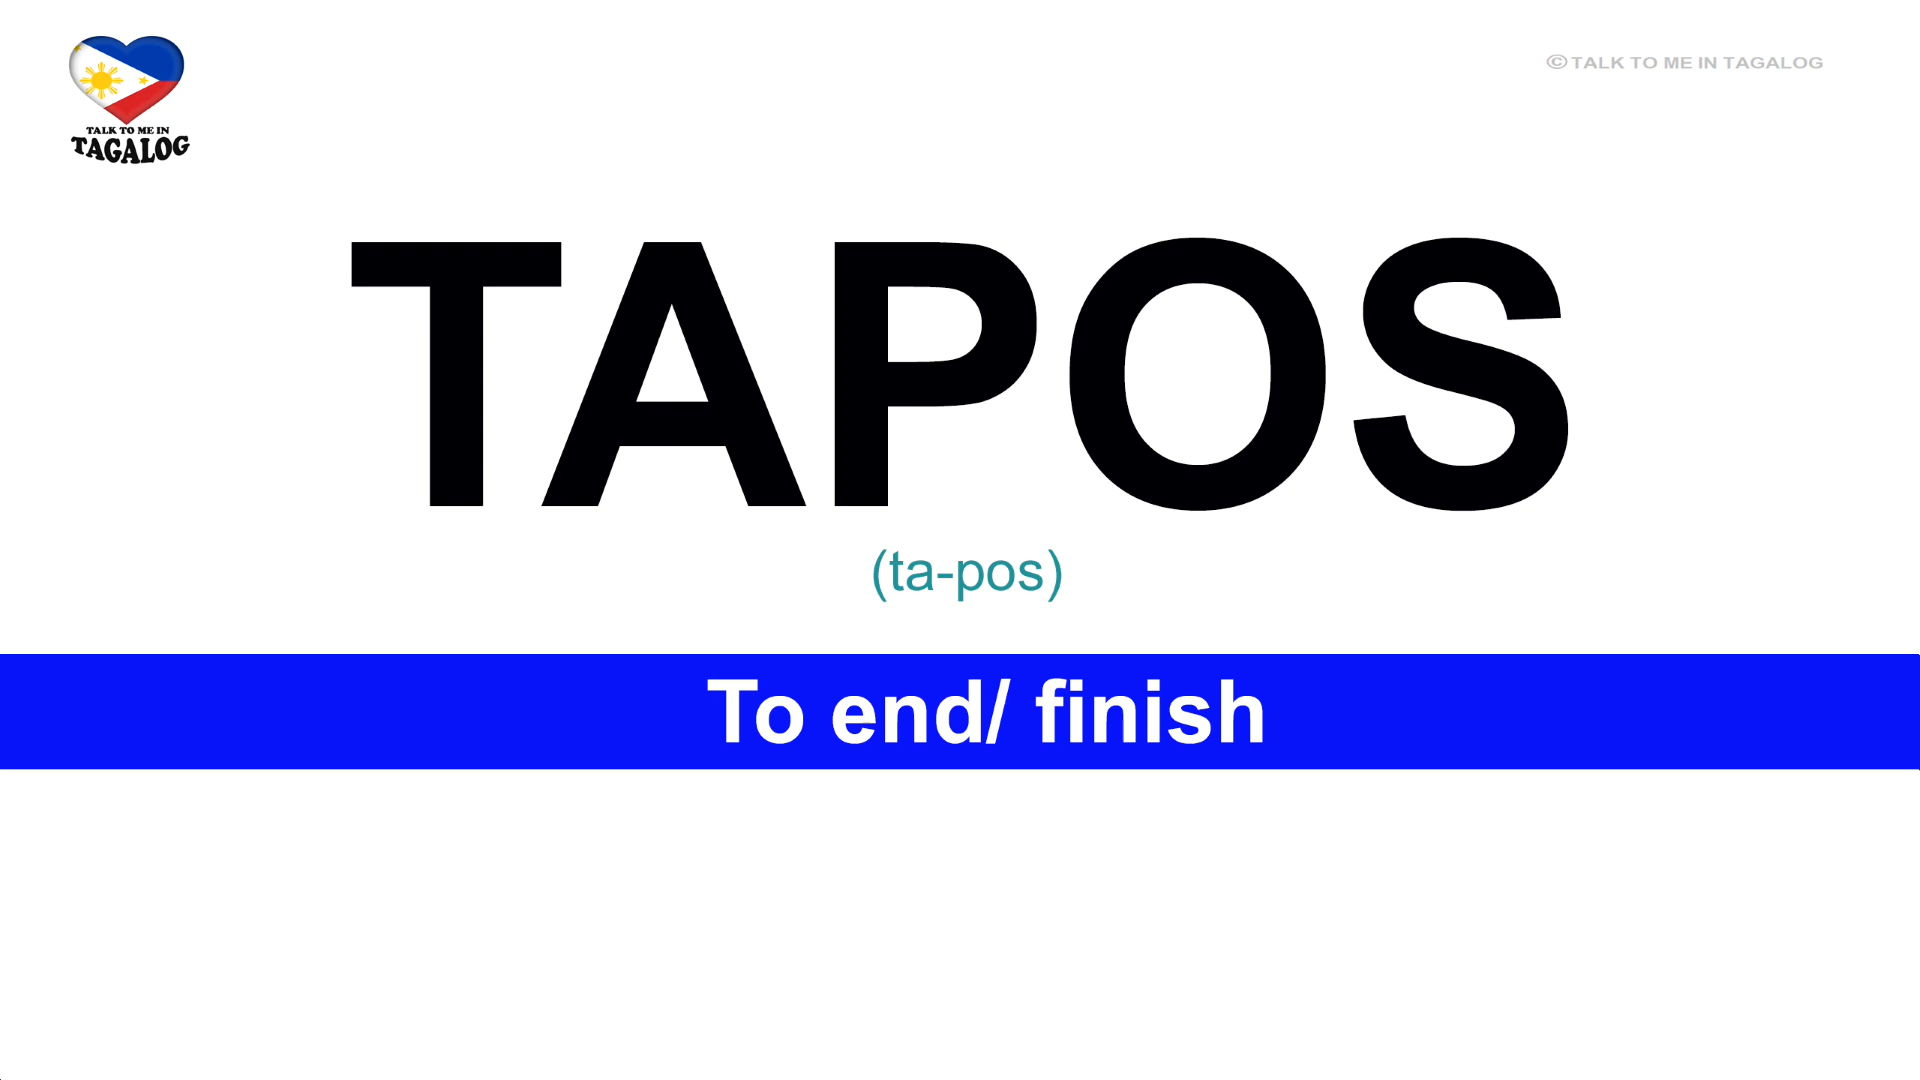 TALK TO ME IN
TAGALOG
©TALK TO ME IN TAGALOG
TAPOS
(ta-pos)
To end/ finish